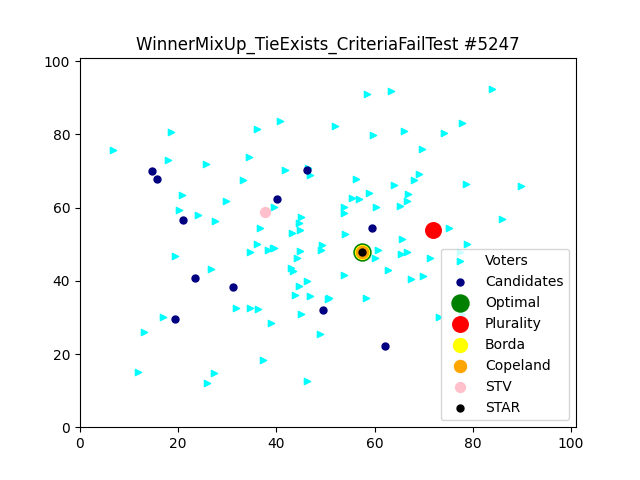 WinnerMixUp_TieExists_CriteriaFailTest #5247
100
80
60
40
20
0
0 20 40 60 80 100
Voters
Candidates
Optimal
Plurality
Borda
Copeland
STV
STAR